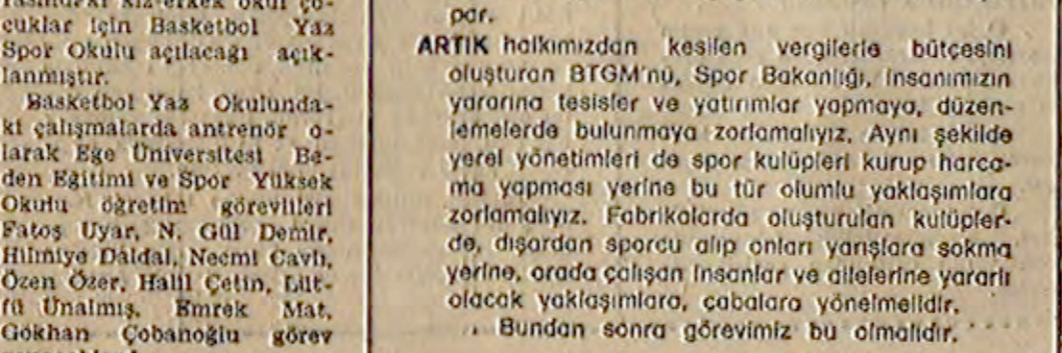 kız-erkek okul ço-
cuklar için Basketbol Yaz
Spor Okulu açılacağı açık-
lanmıştır.
Basketbol Yaz Okulunda-
ki çalışmalarda antrenör o-
larak Ege Üniversitesi Be-
den Eğitimi ve Spor Yüksek
Okulu öğretim görevlileri
Fatoş Uyar, N. Gül Demir,
Hilmiye Daldal, Necmi Cavlı,
Özen Özer, Halil Çetin, Lüt-
fü Ünalmış, Emrek Mat,
Gökhan Çobanoğlu görev
par.
ARTIK halkımızdan kesilen vergilerle bütçesini
oluşturan BTGM'nü, Spor Bakanlığı, insanımızın
yararına tesisler ve yatırımlar yapmaya, düzen-
lemelerde bulunmaya zorlamalıyız. Aynı şekilde
yerel yönetimleri de spor kulüpleri kurup harca-
ma yapması yerine bu tür olumlu yaklaşımlara
zorlamalıyız. Fabrikalarda oluşturulan kulüpler-
de, dışardan sporcu alıp onları yarışlara sokma
yerine, orada çalışan insanlar ve ailelerine yararlı
olacak yaklaşımlara, çabalara yönelmelidir.
Bundan sonra görevimiz bu olmalıdır.